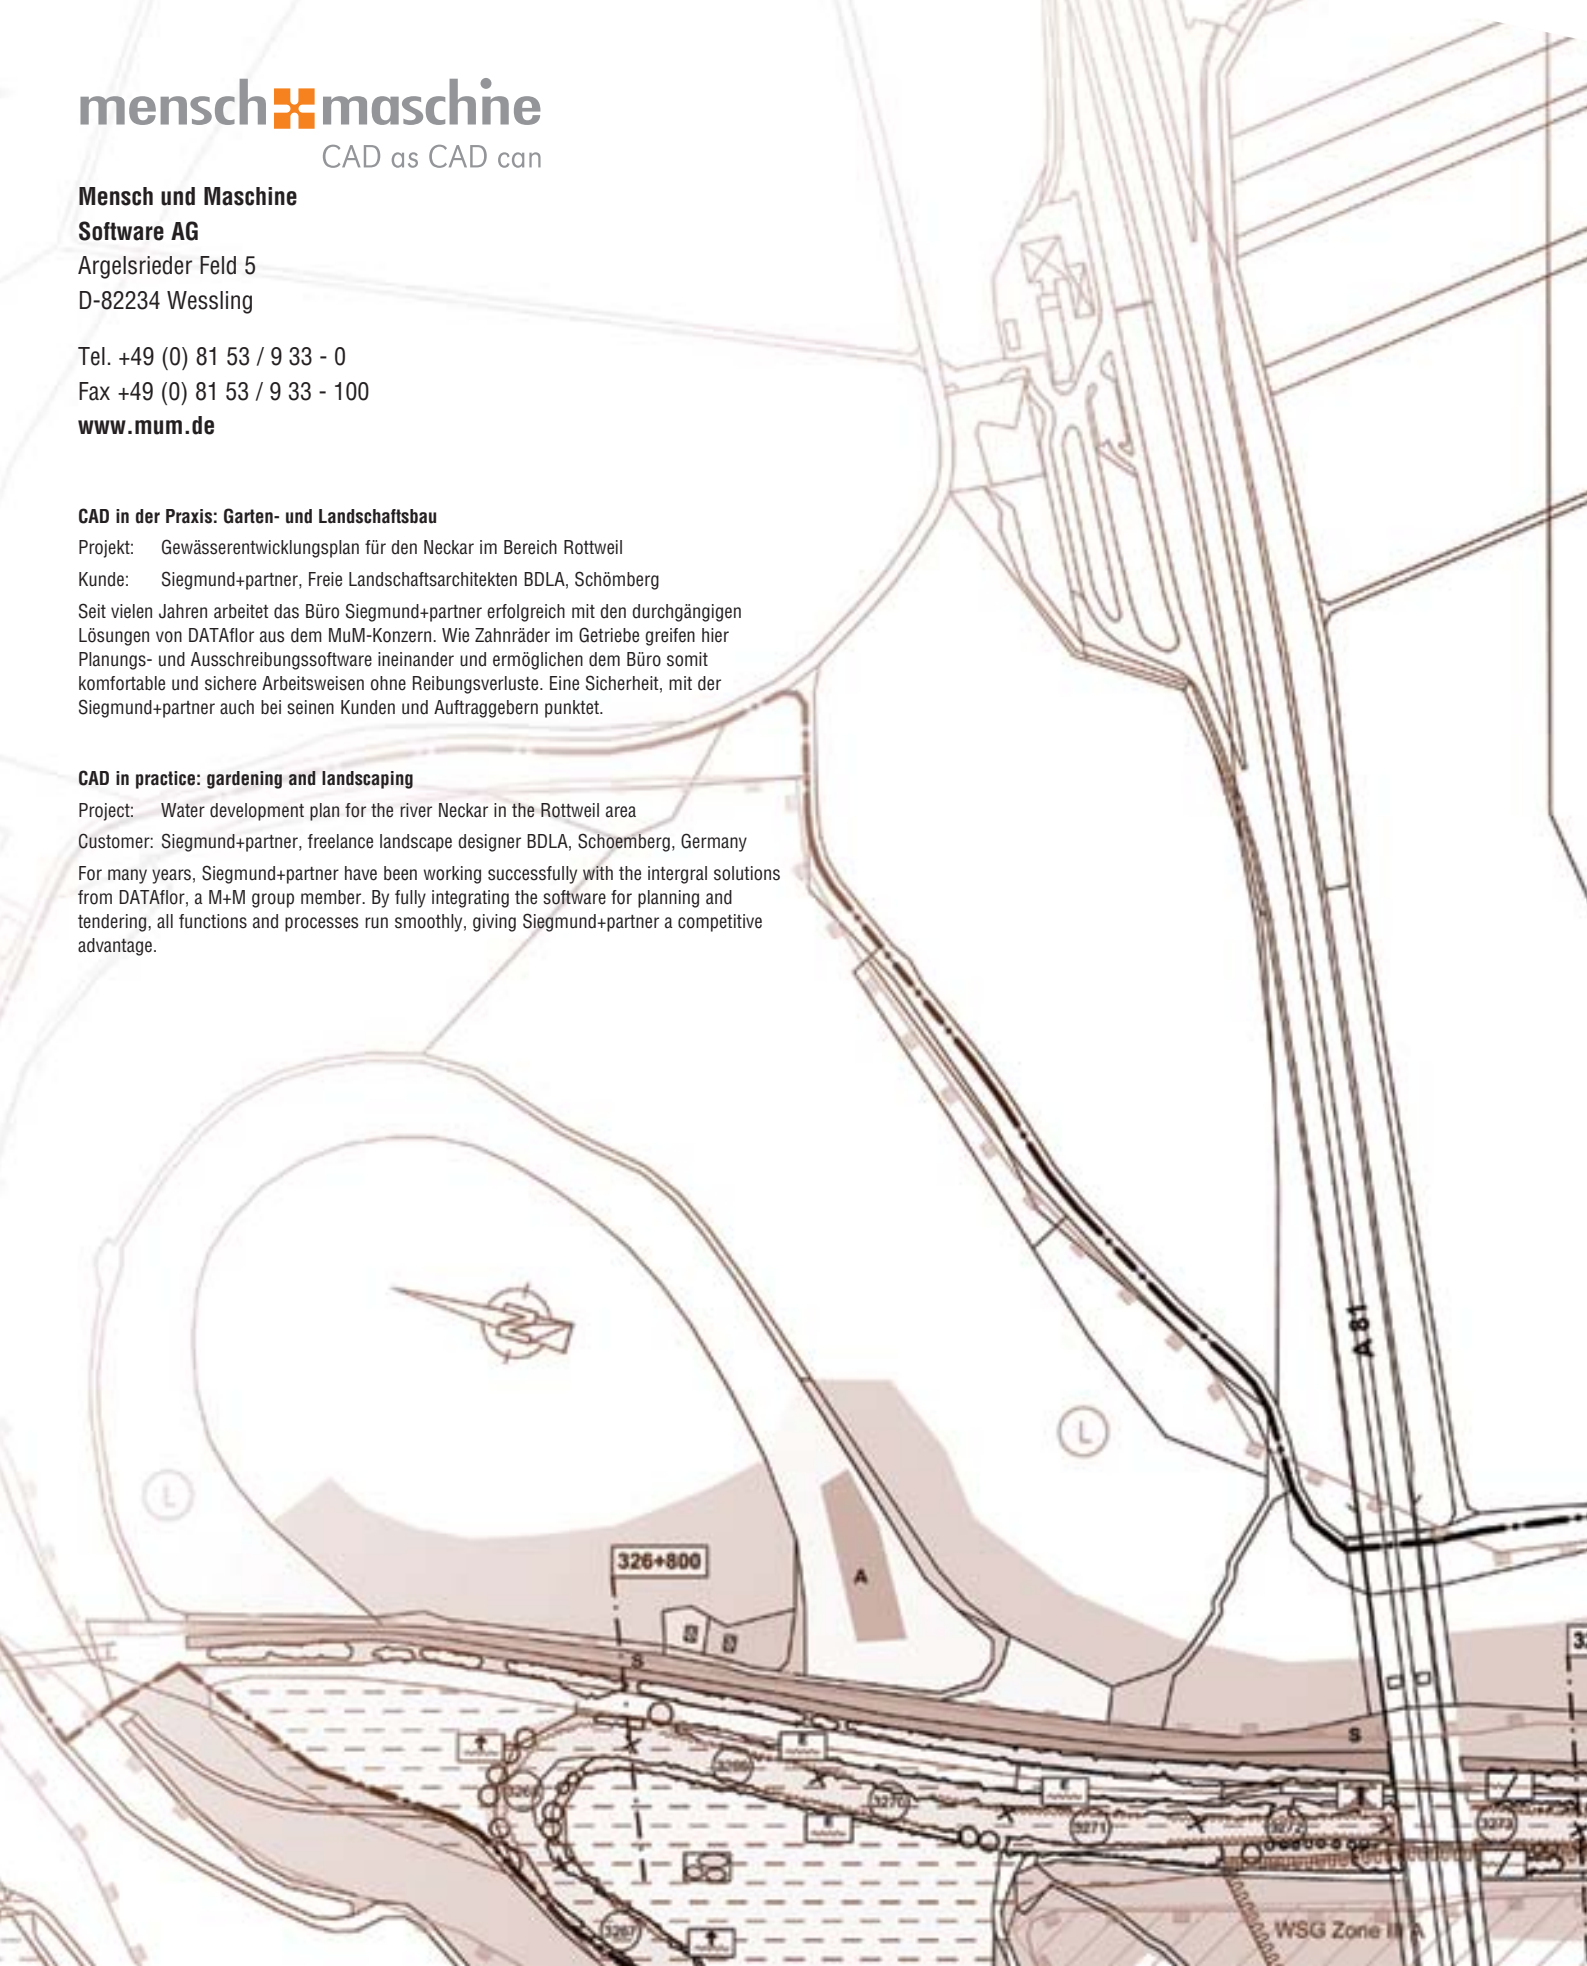 mensch maschine
CAD as CAD can
Mensch und Maschine
Software AG
Argelsrieder Feld 5
D-82234 Wessling
Tel. +49 (0) 81 53 / 9 33 - 0
Fax +49 (0) 81 53 / 9 33 - 100
www.mum.de
CAD in der Praxis: Garten- und Landschaftsbau
Projekt: Gewässerentwicklungsplan für den Neckar im Bereich Rottweil
Kunde: Siegmund+partner, Freie Landschaftsarchitekten BDLA, Schömberg
Seit vielen Jahren arbeitet das Büro Siegmund+partner erfolgreich mit den durchgängigen
Lösungen von DATAflor aus dem MuM-Konzern. Wie Zahnräder im Getriebe greifen hier
Planungs- und Ausschreibungssoftware ineinander und ermöglichen dem Büro somit
komfortable und sichere Arbeitsweisen ohne Reibungsverluste. Eine Sicherheit, mit der
Siegmund+partner auch bei seinen Kunden und Auftraggebern punktet.
CAD in practice: gardening and landscaping
Project: Water development plan for the river Neckar in the Rottweil area
Customer: Siegmund+partner, freelance landscape designer BDLA, Schoemberg, Germany
For many years, Siegmund+partner have been working successfully with the intergral solutions
from DATAflor, a M+M group member. By fully integrating the software for planning and
tendering, all functions and processes run smoothly, giving Siegmund+partner a competitive
advantage.
N
A 81
L
L
326+800
A
S
S
E
E
E
3270
3271
3272
3273
3267
WSG Zone III A